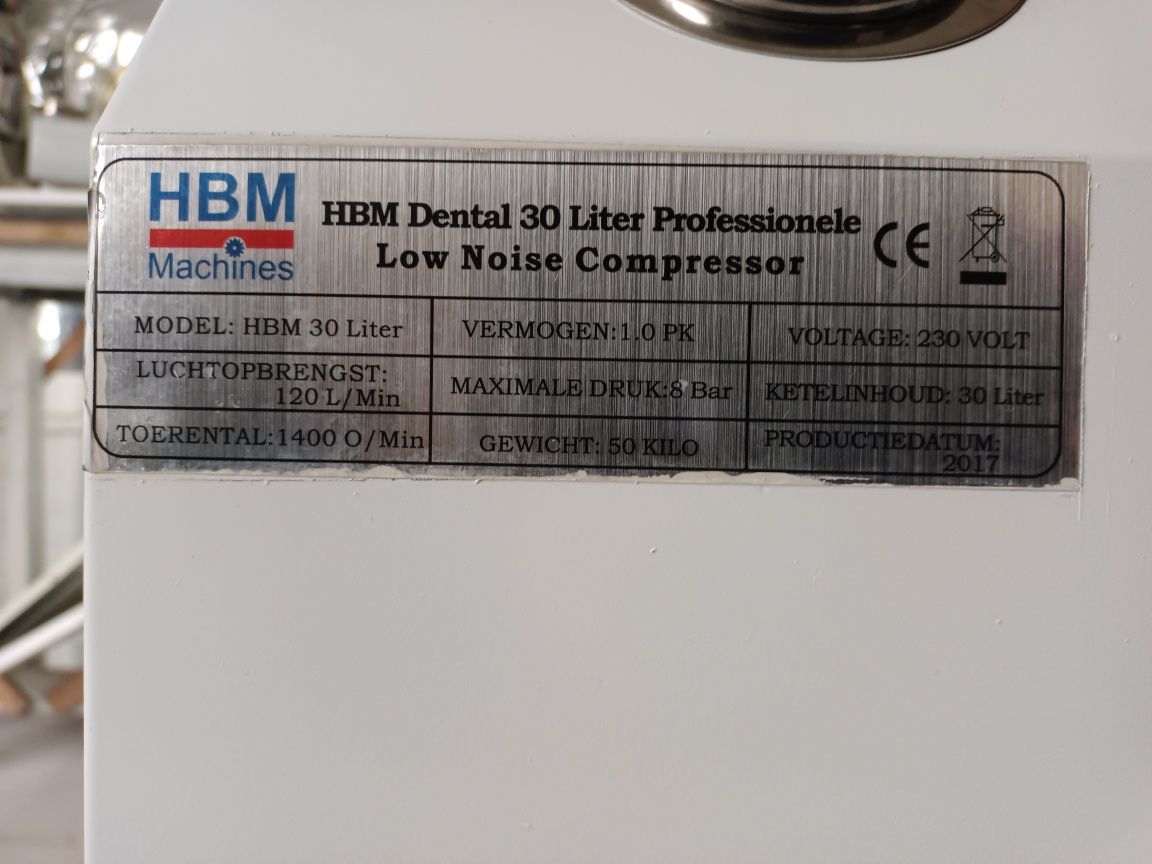 HBM
Machines
HBM Dental 30 Liter Professionele
Low Noise Compressor
CE
MODEL: HBM 30 Liter
VERMOGEN:1.0 PK
VOLTAGE: 230 VOLT
LUCHTOPBRENGST:
120 L/Min
MAXIMALE DRUK:8 Bar
KETELINHOUD: 30 Liter
TOERENTAL:1400 O/Min
GEWICHT: 50 KILO
PRODUCTIEDATUM:
2017